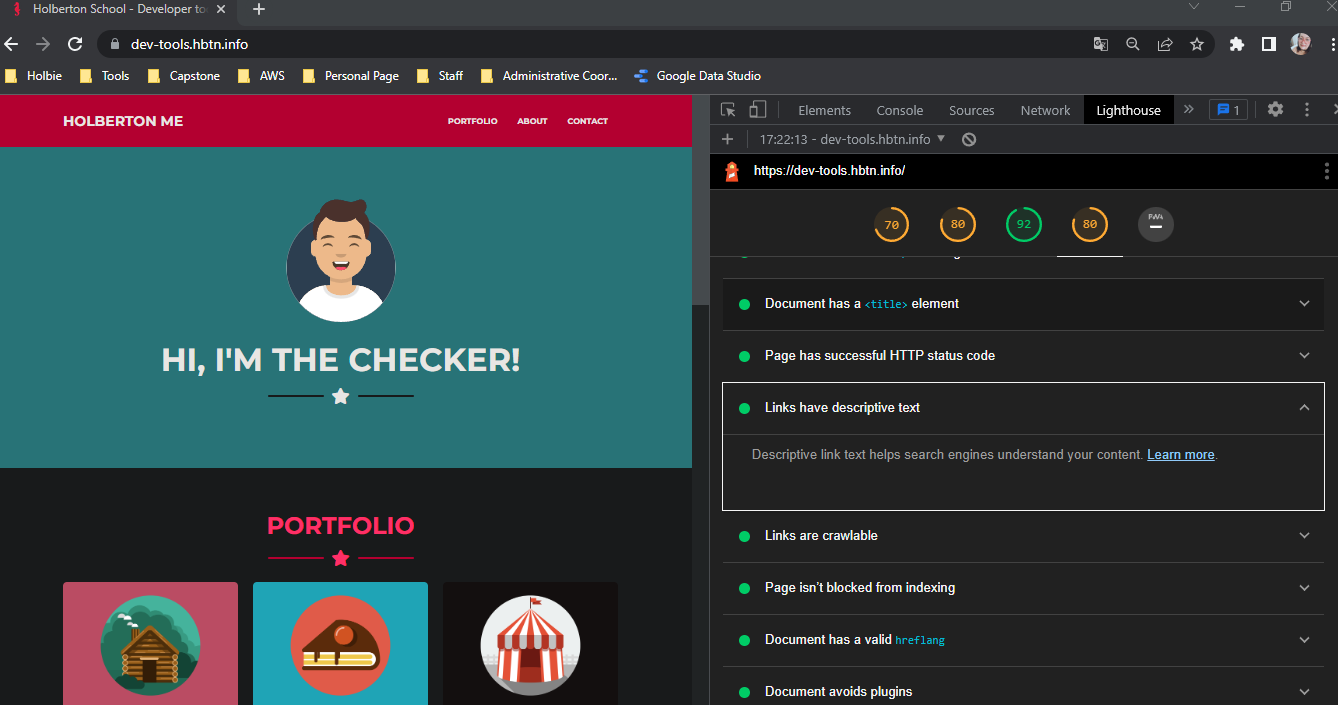 Holberton School - Developer to
dev-tools.hbtn.info
Holbie Tools Capstone AWS Personal Page Staff Administrative Coor... Google Data Studio
HOLBERTON ME
PORTFOLIO ABOUT CONTACT
HI, I'M THE CHECKER!
PORTFOLIO
Elements Console Sources Network Lighthouse » 1
17:22:13 - dev-tools.hbtn.info
https://dev-tools.hbtn.info/
70 80 92 80 PWA
Document has a <title> element
Page has successful HTTP status code
Links have descriptive text
Descriptive link text helps search engines understand your content. Learn more.
Links are crawlable
Page isn’t blocked from indexing
Document has a valid hreflang
Document avoids plugins